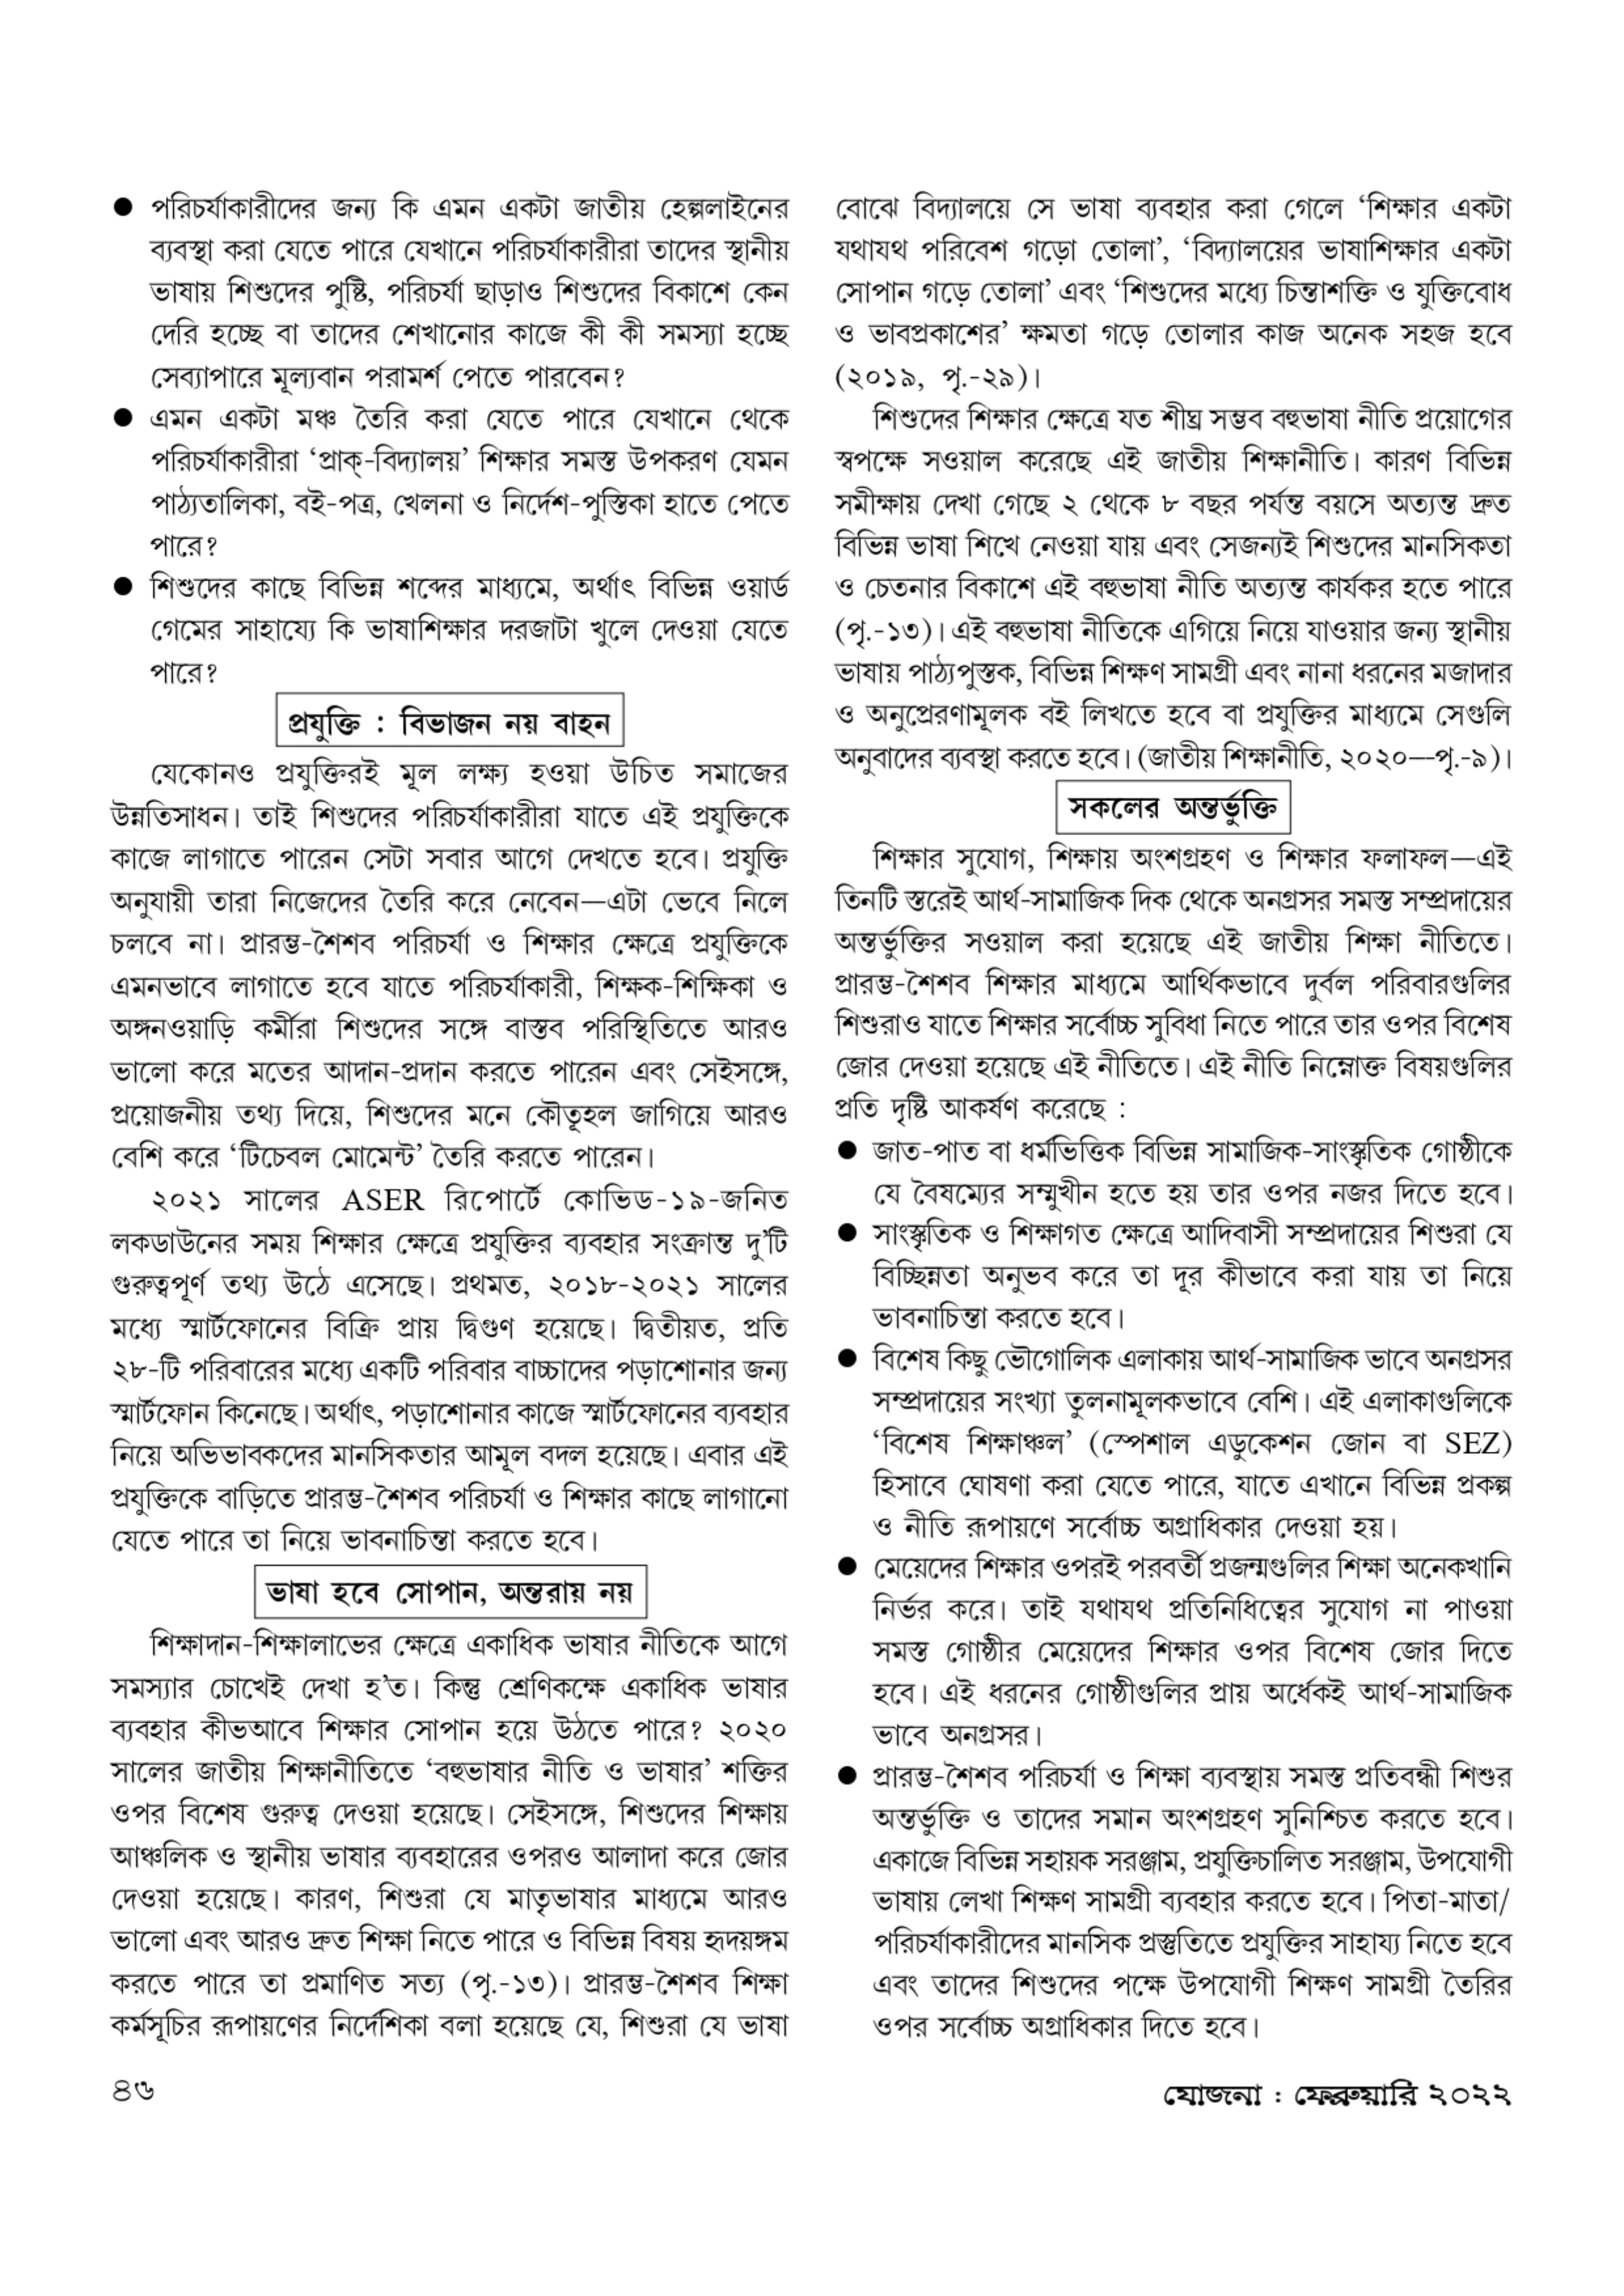 ● পরিচর্যাকারীদের জন্য কি এমন একটা জাতীয় হেল্পলাইনের
ব্যবস্থা করা যেতে পারে যেখানে পরিচর্যাকারীরা তাদের স্থানীয়
ভাষায় শিশুদের পুষ্টি, পরিচর্যা ছাড়াও শিশুদের বিকাশে কেন
দেরি হচ্ছে বা তাদের শেখানোর কাজে কী কী সমস্যা হচ্ছে
সেব্যাপারে মূল্যবান পরামর্শ পেতে পারবেন?
● এমন একটা মঞ্চ তৈরি করা যেতে পারে যেখানে থেকে
পরিচর্যাকারীরা ‘প্রাক্-বিদ্যালয়’ শিক্ষার সমস্ত উপকরণ যেমন
পাঠ্যতালিকা, বই-পত্র, খেলনা ও নির্দেশ-পুস্তিকা হাতে পেতে
পারে?
● শিশুদের কাছে বিভিন্ন শব্দের মাধ্যমে, অর্থাৎ বিভিন্ন ওয়ার্ড
গেমের সাহায্যে কি ভাষাশিক্ষার দরজাটা খুলে দেওয়া যেতে
পারে?
প্রযুক্তি : বিভাজন নয় বাহন
যেকোনও প্রযুক্তিরই মূল লক্ষ্য হওয়া উচিত সমাজের
উন্নতিসাধন। তাই শিশুদের পরিচর্যাকারীরা যাতে এই প্রযুক্তিকে
কাজে লাগাতে পারেন সেটা সবার আগে দেখতে হবে। প্রযুক্তি
অনুযায়ী তারা নিজেদের তৈরি করে নেবেন—এটা ভেবে নিলে
চলবে না। প্রারম্ভ-শৈশব পরিচর্যা ও শিক্ষার ক্ষেত্রে প্রযুক্তিকে
এমনভাবে লাগাতে হবে যাতে পরিচর্যাকারী, শিক্ষক-শিক্ষিকা ও
অঙ্গনওয়াড়ি কর্মীরা শিশুদের সঙ্গে বাস্তব পরিস্থিতিতে আরও
ভালো করে মতের আদান-প্রদান করতে পারেন এবং সেইসঙ্গে,
প্রয়োজনীয় তথ্য দিয়ে, শিশুদের মনে কৌতূহল জাগিয়ে আরও
বেশি করে ‘টিচেবল মোমেন্ট’ তৈরি করতে পারেন।
২০২১ সালের ASER রিপোর্টে কোভিড-১৯-জনিত
লকডাউনের সময় শিক্ষার ক্ষেত্রে প্রযুক্তির ব্যবহার সংক্রান্ত দু’টি
গুরুত্বপূর্ণ তথ্য উঠে এসেছে। প্রথমত, ২০১৮-২০২১ সালের
মধ্যে স্মার্টফোনের বিক্রি প্রায় দ্বিগুণ হয়েছে। দ্বিতীয়ত, প্রতি
২৮-টি পরিবারের মধ্যে একটি পরিবার বাচ্চাদের পড়াশোনার জন্য
স্মার্টফোন কিনেছে। অর্থাৎ, পড়াশোনার কাজে স্মার্টফোনের ব্যবহার
নিয়ে অভিভাবকদের মানসিকতার আমূল বদল হয়েছে। এবার এই
প্রযুক্তিকে বাড়িতে প্রারম্ভ-শৈশব পরিচর্যা ও শিক্ষার কাছে লাগানো
যেতে পারে তা নিয়ে ভাবনাচিন্তা করতে হবে।
ভাষা হবে সোপান, অন্তরায় নয়
শিক্ষাদান-শিক্ষালাভের ক্ষেত্রে একাধিক ভাষার নীতিকে আগে
সমস্যার চোখেই দেখা হ’ত। কিন্তু শ্রেণিকক্ষে একাধিক ভাষার
ব্যবহার কীভআবে শিক্ষার সোপান হয়ে উঠতে পারে? ২০২০
সালের জাতীয় শিক্ষানীতিতে ‘বহুভাষার নীতি ও ভাষার’ শক্তির
ওপর বিশেষ গুরুত্ব দেওয়া হয়েছে। সেইসঙ্গে, শিশুদের শিক্ষায়
আঞ্চলিক ও স্থানীয় ভাষার ব্যবহারের ওপরও আলাদা করে জোর
দেওয়া হয়েছে। কারণ, শিশুরা যে মাতৃভাষার মাধ্যমে আরও
ভালো এবং আরও দ্রুত শিক্ষা নিতে পারে ও বিভিন্ন বিষয় হৃদয়ঙ্গম
করতে পারে তা প্রমাণিত সত্য (পৃ.-১৩)। প্রারম্ভ-শৈশব শিক্ষা
কর্মসূচির রূপায়ণের নির্দেশিকা বলা হয়েছে যে, শিশুরা যে ভাষা
বোঝে বিদ্যালয়ে সে ভাষা ব্যবহার করা গেলে ‘শিক্ষার একটা
যথাযথ পরিবেশ গড়ো তোলা’, ‘বিদ্যালয়ের ভাষাশিক্ষার একটা
সোপান গড়ে তোলা’ এবং ‘শিশুদের মধ্যে চিন্তাশক্তি ও যুক্তিবোধ
ও ভাবপ্রকাশের’ ক্ষমতা গড়ে তোলার কাজ অনেক সহজ হবে
(২০১৯, পৃ.-২৯)।
শিশুদের শিক্ষার ক্ষেত্রে যত শীঘ্র সম্ভব বহুভাষা নীতি প্রয়োগের
স্বপক্ষে সওয়াল করেছে এই জাতীয় শিক্ষানীতি। কারণ বিভিন্ন
সমীক্ষায় দেখা গেছে ২ থেকে ৮ বছর পর্যন্ত বয়সে অত্যন্ত দ্রুত
বিভিন্ন ভাষা শিখে নেওয়া যায় এবং সেজন্যই শিশুদের মানসিকতা
ও চেতনার বিকাশে এই বহুভাষা নীতি অত্যন্ত কার্যকর হতে পারে
(পৃ.-১৩)। এই বহুভাষা নীতিকে এগিয়ে নিয়ে যাওয়ার জন্য স্থানীয়
ভাষায় পাঠ্যপুস্তক, বিভিন্ন শিক্ষণ সামগ্রী এবং নানা ধরনের মজাদার
ও অনুপ্রেরণামূলক বই লিখতে হবে বা প্রযুক্তির মাধ্যমে সেগুলি
অনুবাদের ব্যবস্থা করতে হবে। (জাতীয় শিক্ষানীতি, ২০২০—পৃ.-৯)।
সকলের অন্তর্ভুক্তি
শিক্ষার সুযোগ, শিক্ষায় অংশগ্রহণ ও শিক্ষার ফলাফল—এই
তিনটি স্তরেই আর্থ-সামাজিক দিক থেকে অনগ্রসর সমস্ত সম্প্রদায়ের
অন্তর্ভুক্তির সওয়াল করা হয়েছে এই জাতীয় শিক্ষা নীতিতে।
প্রারম্ভ-শৈশব শিক্ষার মাধ্যমে আর্থিকভাবে দুর্বল পরিবারগুলির
শিশুরাও যাতে শিক্ষার সর্বোচ্চ সুবিধা নিতে পারে তার ওপর বিশেষ
জোর দেওয়া হয়েছে এই নীতিতে। এই নীতি নিম্নোক্ত বিষয়গুলির
প্রতি দৃষ্টি আকর্ষণ করেছে :
● জাত-পাত বা ধর্মভিত্তিক বিভিন্ন সামাজিক-সাংস্কৃতিক গোষ্ঠীকে
যে বৈষম্যের সম্মুখীন হতে হয় তার ওপর নজর দিতে হবে।
● সাংস্কৃতিক ও শিক্ষাগত ক্ষেত্রে আদিবাসী সম্প্রদায়ের শিশুরা যে
বিচ্ছিন্নতা অনুভব করে তা দূর কীভাবে করা যায় তা নিয়ে
ভাবনাচিন্তা করতে হবে।
● বিশেষ কিছু ভৌগোলিক এলাকায় আর্থ-সামাজিক ভাবে অনগ্রসর
সম্প্রদায়ের সংখ্যা তুলনামূলকভাবে বেশি। এই এলাকাগুলিকে
‘বিশেষ শিক্ষাঞ্চল’ (স্পেশাল এডুকেশন জোন বা SEZ)
হিসাবে ঘোষণা করা যেতে পারে, যাতে এখানে বিভিন্ন প্রকল্প
ও নীতি রূপায়ণে সর্বোচ্চ অগ্রাধিকার দেওয়া হয়।
● মেয়েদের শিক্ষার ওপরই পরবর্তী প্রজন্মগুলির শিক্ষা অনেকখানি
নির্ভর করে। তাই যথাযথ প্রতিনিধিত্বের সুযোগ না পাওয়া
সমস্ত গোষ্ঠীর মেয়েদের শিক্ষার ওপর বিশেষ জোর দিতে
হবে। এই ধরনের গোষ্ঠীগুলির প্রায় অর্ধেকই আর্থ-সামাজিক
ভাবে অনগ্রসর।
● প্রারম্ভ-শৈশব পরিচর্যা ও শিক্ষা ব্যবস্থায় সমস্ত প্রতিবন্ধী শিশুর
অন্তর্ভুক্তি ও তাদের সমান অংশগ্রহণ সুনিশ্চিত করতে হবে।
একাজে বিভিন্ন সহায়ক সরঞ্জাম, প্রযুক্তিচালিত সরঞ্জাম, উপযোগী
ভাষায় লেখা শিক্ষণ সামগ্রী ব্যবহার করতে হবে। পিতা-মাতা/
পরিচর্যাকারীদের মানসিক প্রস্তুতিতে প্রযুক্তির সাহায্য নিতে হবে
এবং তাদের শিশুদের পক্ষে উপযোগী শিক্ষণ সামগ্রী তৈরির
ওপর সর্বোচ্চ অগ্রাধিকার দিতে হবে।
৪৬
যোজনা : ফেব্রুয়ারি ২০২২